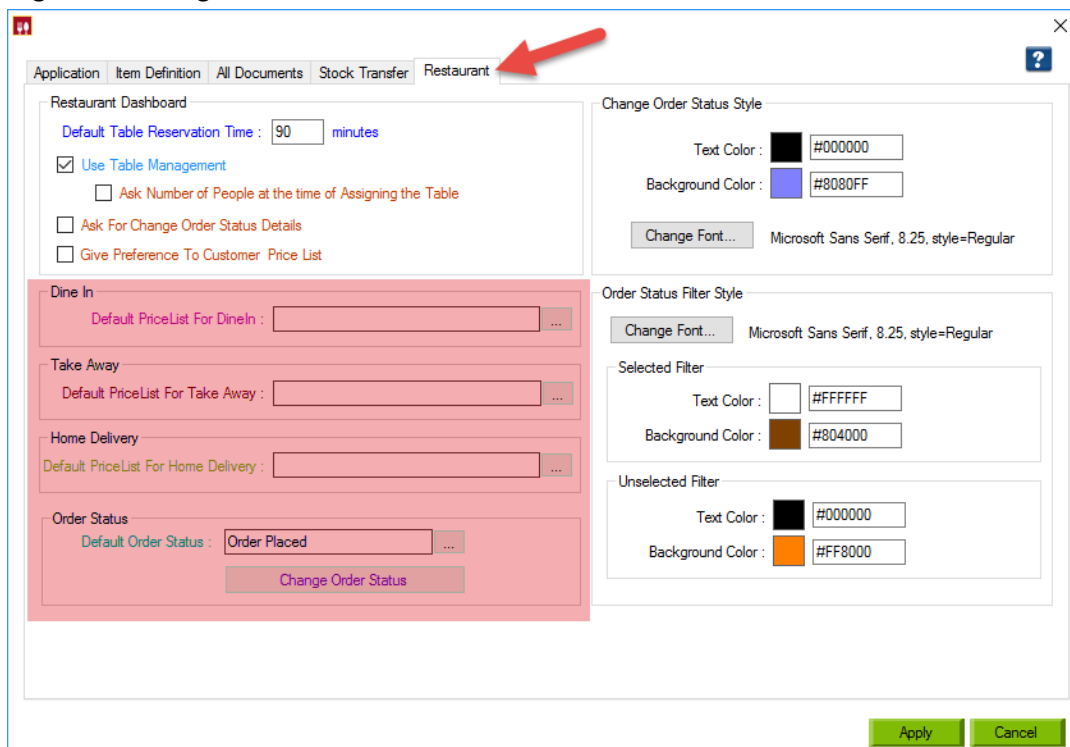 ?
Application Item Definition All Documents Stock Transfer Restaurant
Restaurant Dashboard
Default Table Reservation Time : 90 minutes
Use Table Management
Ask Number of People at the time of Assigning the Table
Ask For Change Order Status Details
Give Preference To Customer Price List
Dine In
Default PriceList For DineIn : ...
Take Away
Default PriceList For Take Away : ...
Home Delivery
Default PriceList For Home Delivery : ...
Order Status
Default Order Status : Order Placed ...
Change Order Status
Change Order Status Style
Text Color : #000000
Background Color : #8080FF
Change Font... Microsoft Sans Serif, 8.25, style=Regular
Order Status Filter Style
Change Font... Microsoft Sans Serif, 8.25, style=Regular
Selected Filter
Text Color : #FFFFFF
Background Color : #804000
Unselected Filter
Text Color : #000000
Background Color : #FF8000
Apply Cancel